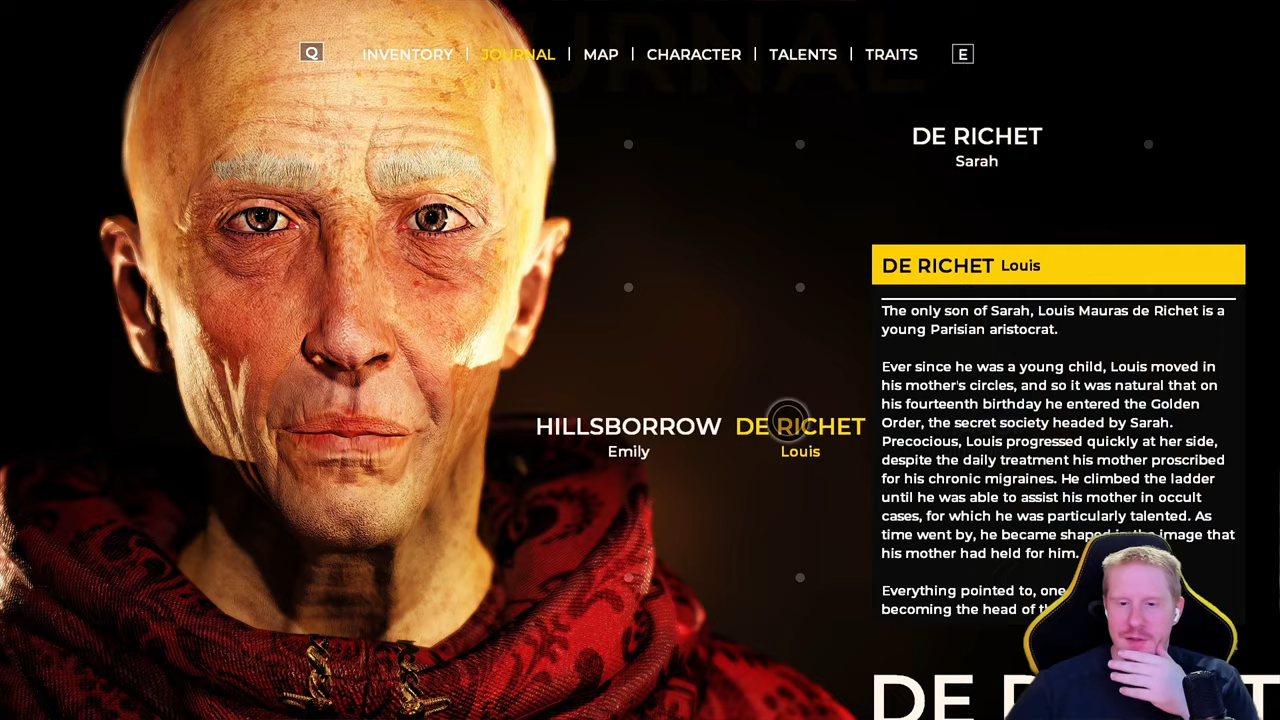 Q INVENTORY | JOURNAL | MAP | CHARACTER | TALENTS | TRAITS E
DE RICHET
Sarah
DE RICHET Louis
The only son of Sarah, Louis Mauras de Richet is a
young Parisian aristocrat.
Ever since he was a young child, Louis moved in
his mother's circles, and so it was natural that on
his fourteenth birthday he entered the Golden
Order, the secret society headed by Sarah.
Precocious, Louis progressed quickly at her side,
despite the daily treatment his mother proscribed
for his chronic migraines. He climbed the ladder
until he was able to assist his mother in occult
cases, for which he was particularly talented. As
time went by, he became shaped in the image that
his mother had held for him.
Everything pointed to, one
becoming the head of
HILLSBORROW
Emily
DE RICHET
Louis
DE